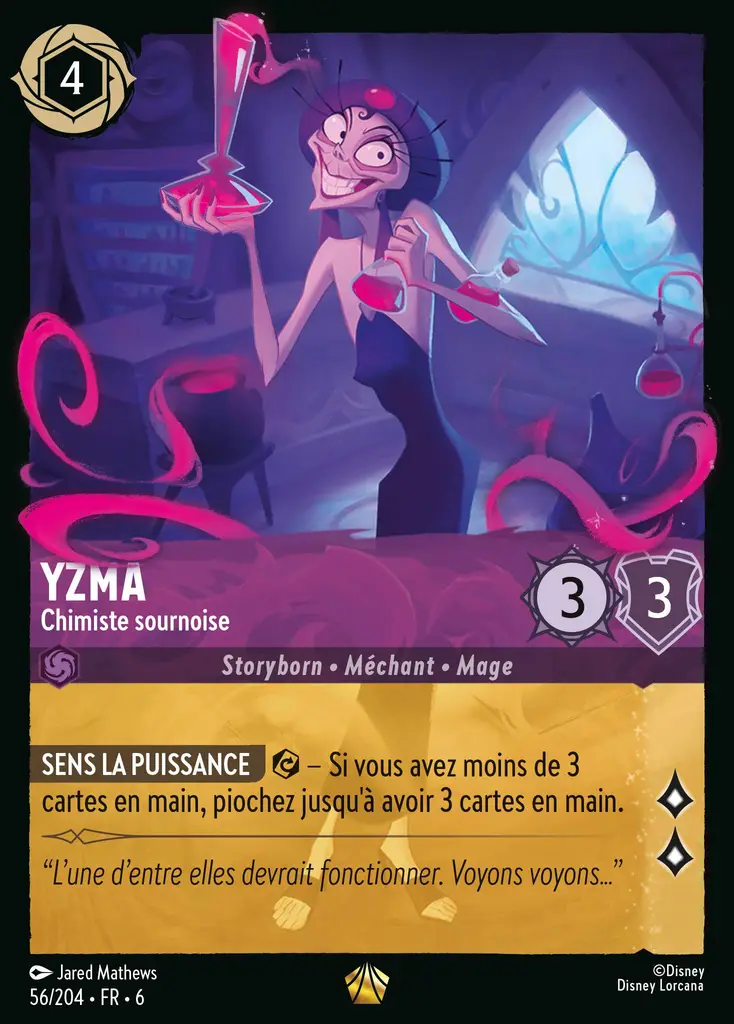 4
YZMA
Chimiste sournoise
3
3
Storyborn • Méchant • Mage
SENS LA PUISSANCE – Si vous avez moins de 3
cartes en main, piochez jusqu'à avoir 3 cartes en main.
“L’une d’entre elles devrait fonctionner. Voyons voyons...”
Jared Mathews
56/204 • FR • 6
©Disney
Disney Lorcana